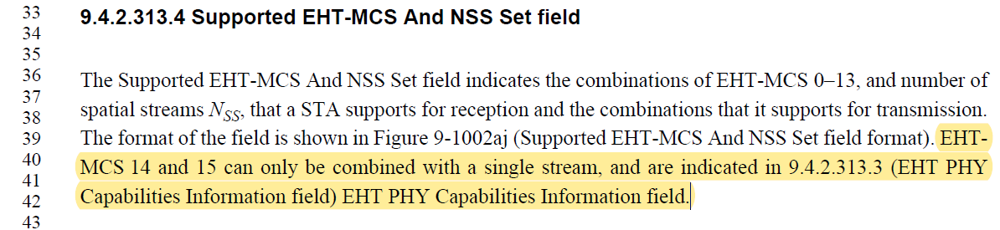 33 9.4.2.313.4 Supported EHT-MCS And NSS Set field
34
35
36 The Supported EHT-MCS And NSS Set field indicates the combinations of EHT-MCS 0–13, and number of
37 spatial streams NSS, that a STA supports for reception and the combinations that it supports for transmission.
38
39 The format of the field is shown in Figure 9-1002aj (Supported EHT-MCS And NSS Set field format). EHT-
40 MCS 14 and 15 can only be combined with a single stream, and are indicated in 9.4.2.313.3 (EHT PHY
41
42 Capabilities Information field) EHT PHY Capabilities Information field.
43